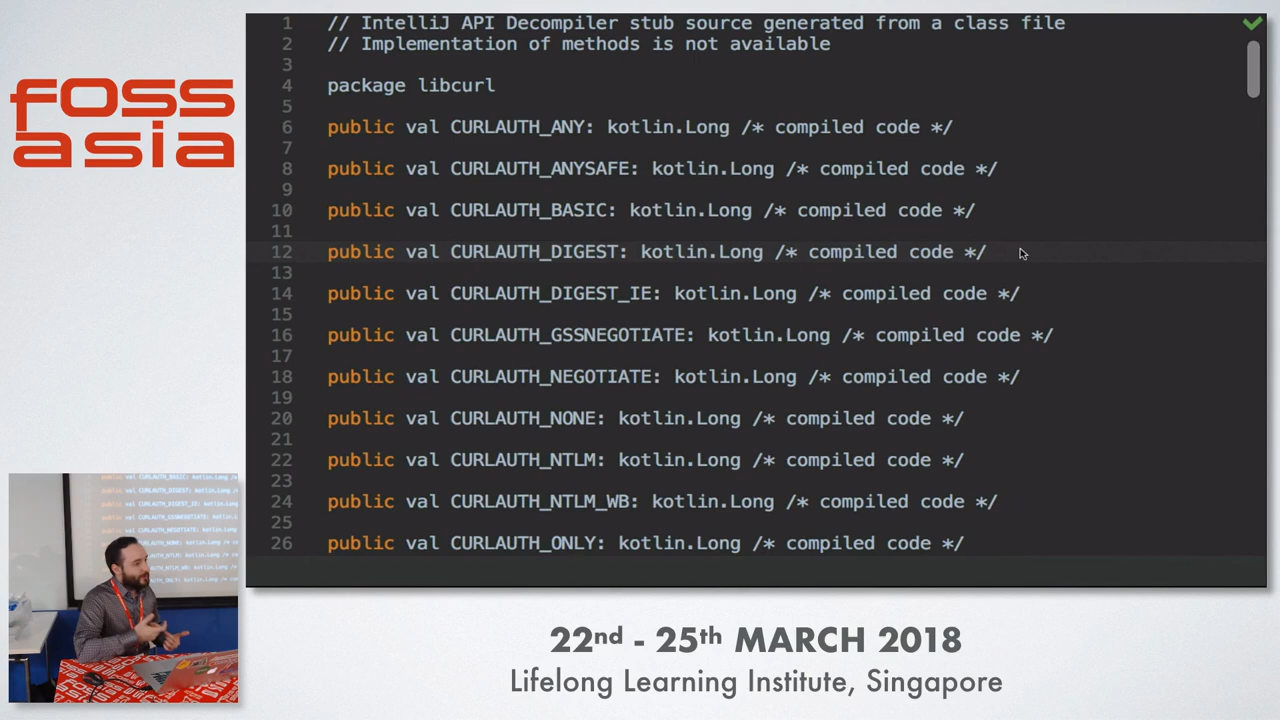 foss
asia
1 // IntelliJ API Decompiler stub source generated from a class file
2 // Implementation of methods is not available
3
4 package libcurl
5
6 public val CURLAUTH_ANY: kotlin.Long /* compiled code */
7
8 public val CURLAUTH_ANYSAFE: kotlin.Long /* compiled code */
9
10 public val CURLAUTH_BASIC: kotlin.Long /* compiled code */
11
12 public val CURLAUTH_DIGEST: kotlin.Long /* compiled code */
13
14 public val CURLAUTH_DIGEST_IE: kotlin.Long /* compiled code */
15
16 public val CURLAUTH_GSSNEGOTIATE: kotlin.Long /* compiled code */
17
18 public val CURLAUTH_NEGOTIATE: kotlin.Long /* compiled code */
19
20 public val CURLAUTH_NONE: kotlin.Long /* compiled code */
21
22 public val CURLAUTH_NTLM: kotlin.Long /* compiled code */
23
24 public val CURLAUTH_NTLM_WB: kotlin.Long /* compiled code */
25
26 public val CURLAUTH_ONLY: kotlin.Long /* compiled code */
22nd - 25th MARCH 2018
Lifelong Learning Institute, Singapore